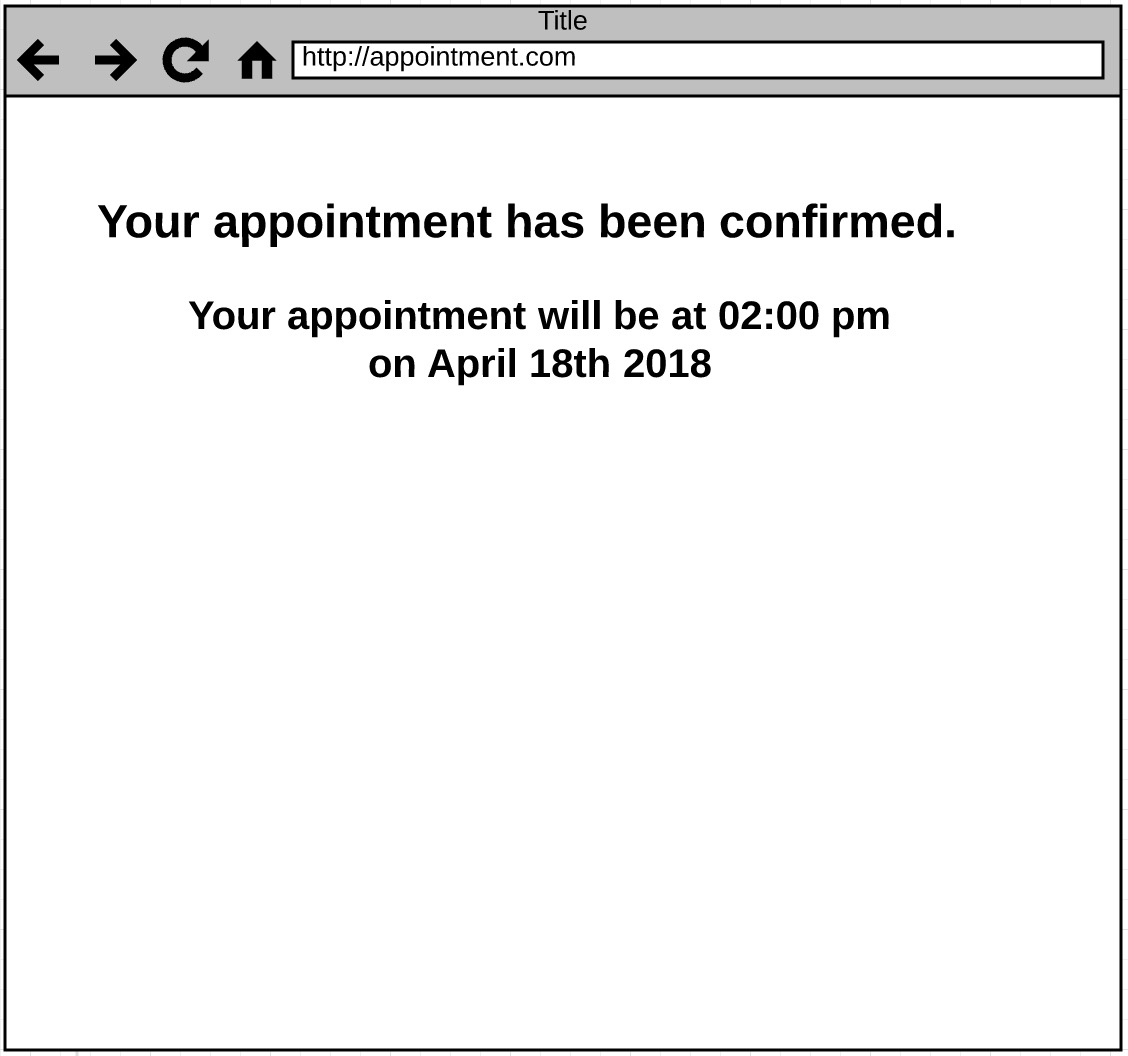 Title
http://appointment.com
Your appointment has been confirmed.
Your appointment will be at 02:00 pm
on April 18th 2018